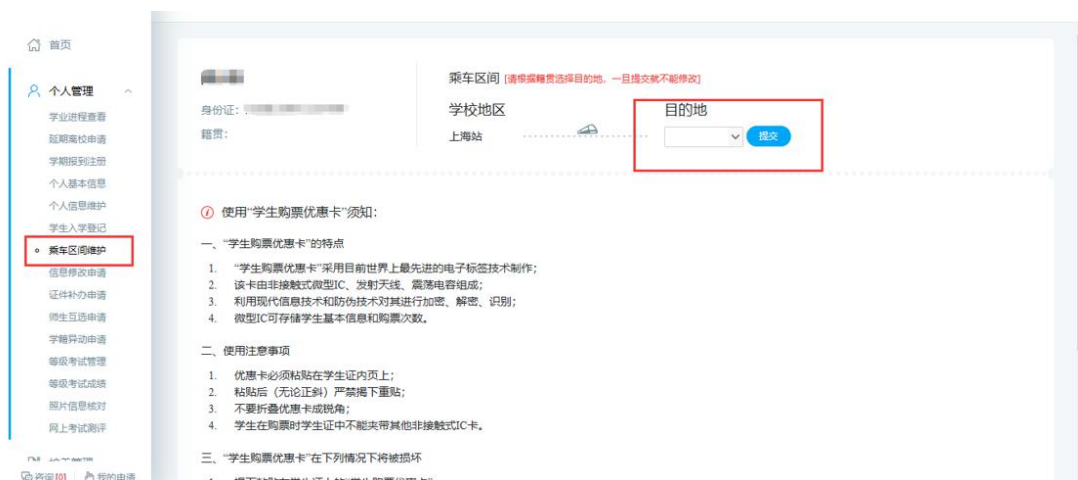 首页
个人管理
学业进程查看
延期离校申请
学期报到注册
个人基本信息
个人信息维护
学生入学登记
乘车区间维护
信息修改申请
证件补办申请
师生互选申请
学籍异动申请
等级考试管理
等级考试成绩
照片信息核对
网上考试测评
咨询[0] 我的申请
身份证：
籍贯：
乘车区间 [请根据籍贯选择目的地，一旦提交就不能修改]
学校地区 目的地
上海站 提交
使用“学生购票优惠卡”须知：
一、“学生购票优惠卡”的特点
1. “学生购票优惠卡”采用目前世界上最先进的电子标签技术制作；
2. 该卡由非接触式微型IC、发射天线、震荡电容组成；
3. 利用现代信息技术和防伪技术对其进行加密、解密、识别；
4. 微型IC可存储学生基本信息和购票次数。
二、使用注意事项
1. 优惠卡必须粘贴在学生证内页上；
2. 粘贴后（无论正斜）严禁揭下重贴；
3. 不要折叠优惠卡成锐角；
4. 学生在购票时学生证中不能夹带其他非接触式IC卡。
三、“学生购票优惠卡”在下列情况下将被损坏